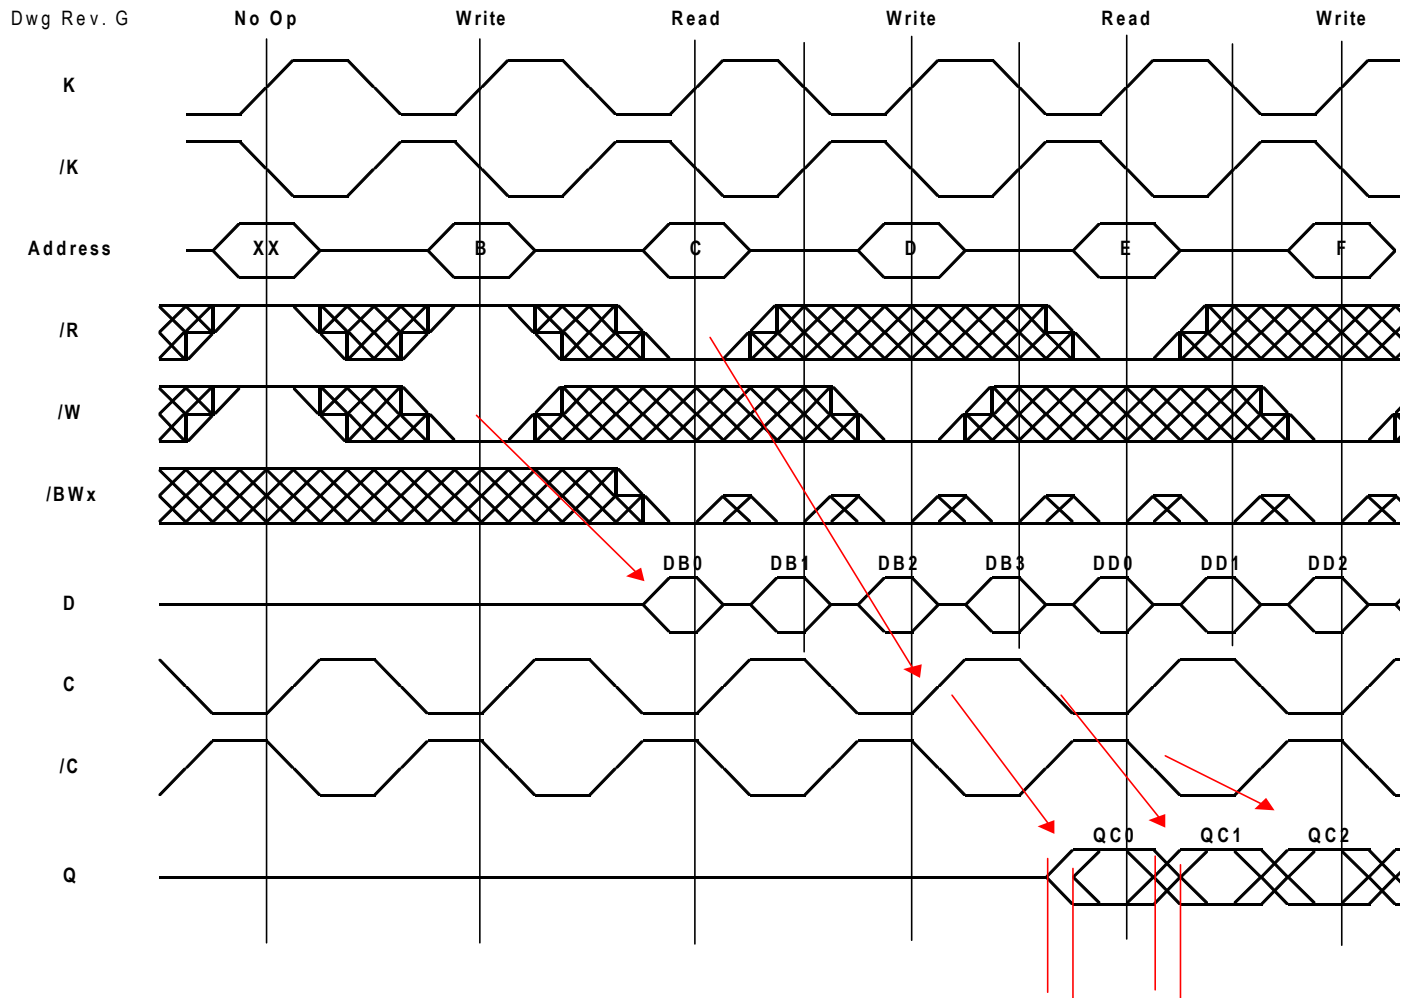 Dwg Rev. G No Op Write Read Write Read Write
K
/K
Address XX B C D E F
/R
/W
/BWx
DB0 DB1 DB2 DB3 DD0 DD1 DD2
D
C
/C
QC0 QC1 QC2
Q